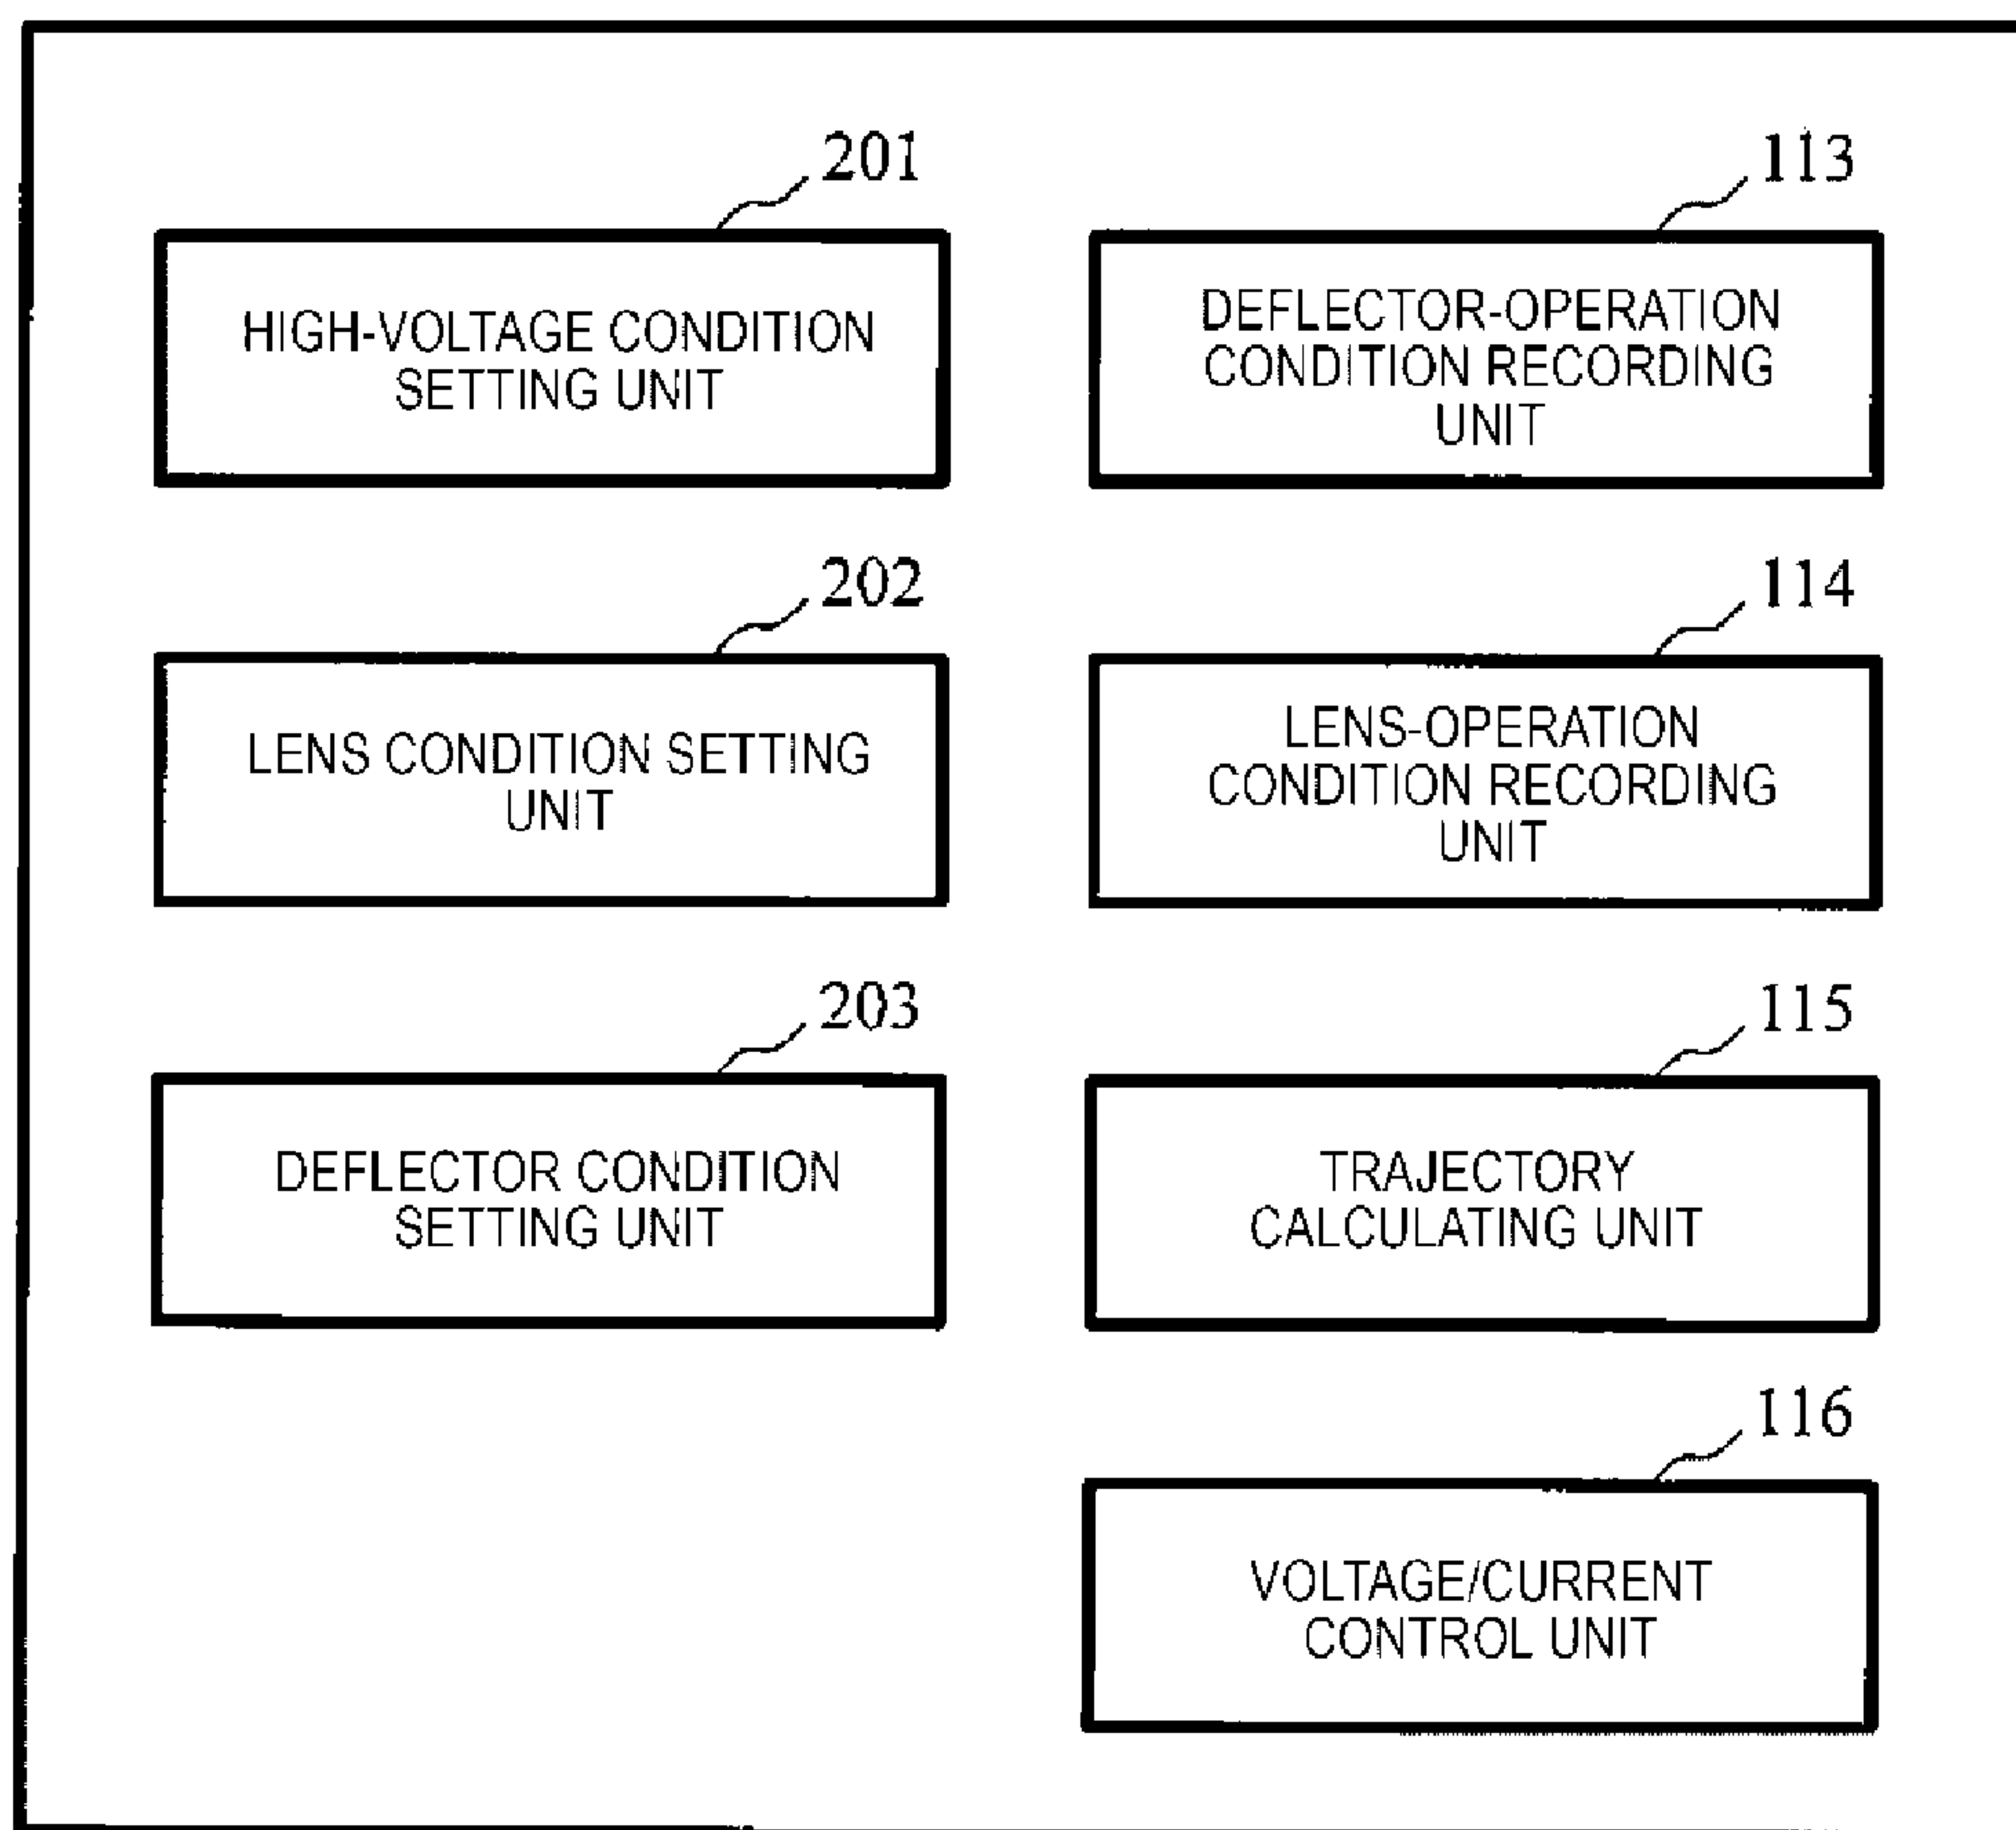 201
HIGH-VOLTAGE CONDITION
SETTING UNIT
113
DEFLECTOR-OPERATION
CONDITION RECORDING
UNIT
202
LENS CONDITION SETTING
UNIT
114
LENS-OPERATION
CONDITION RECORDING
UNIT
203
DEFLECTOR CONDITION
SETTING UNIT
115
TRAJECTORY
CALCULATING UNIT
116
VOLTAGE/CURRENT
CONTROL UNIT